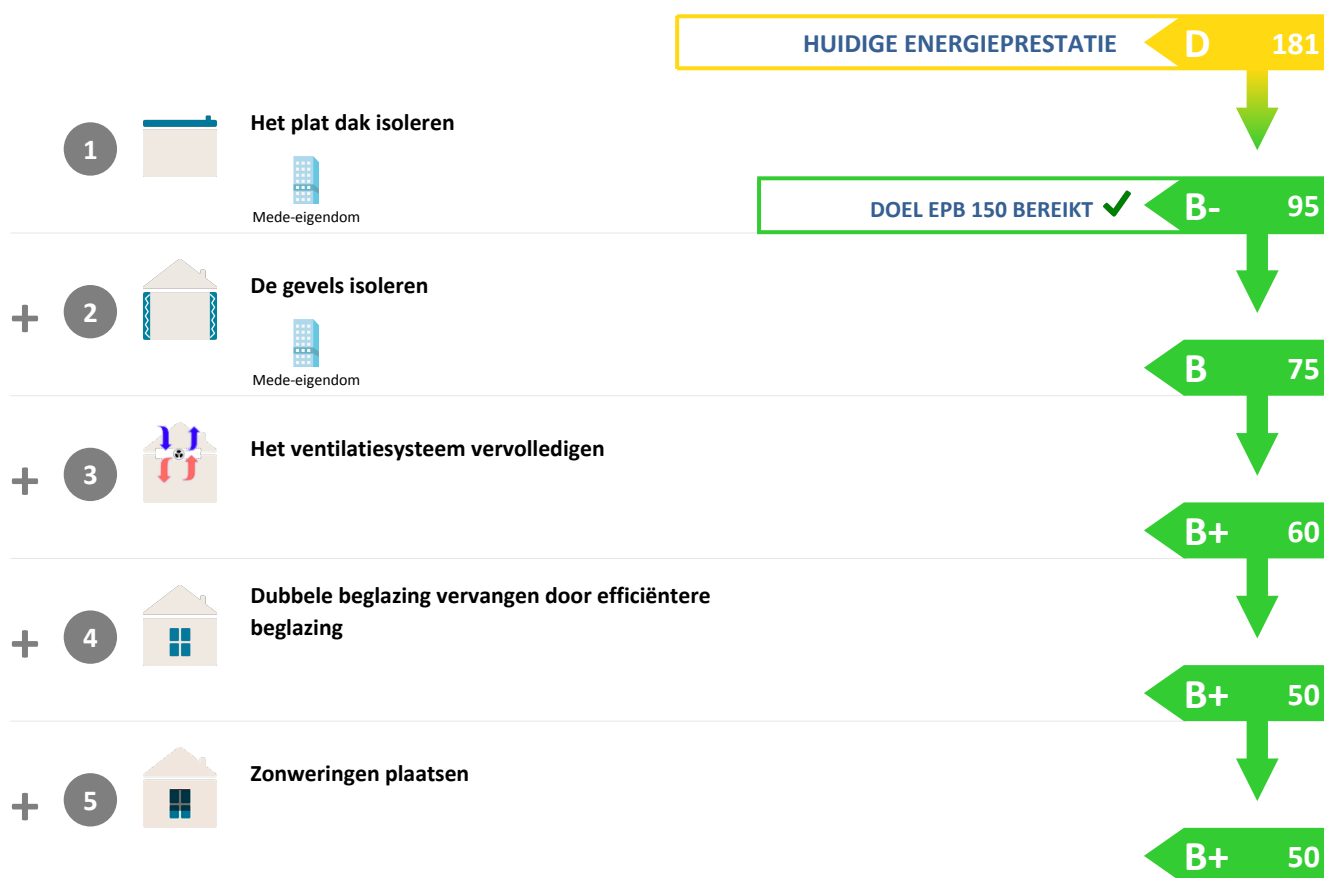 HUIDIGE ENERGIEPRESTATIE D 181
1 Het plat dak isoleren
Mede-eigendom
DOEL EPB 150 BEREIKT ✓ B- 95
+ 2 De gevels isoleren
Mede-eigendom
B 75
+ 3 Het ventilatiesysteem vervolledigen
B+ 60
+ 4 Dubbele beglazing vervangen door efficiëntere
beglazing
B+ 50
+ 5 Zonweringen plaatsen
B+ 50